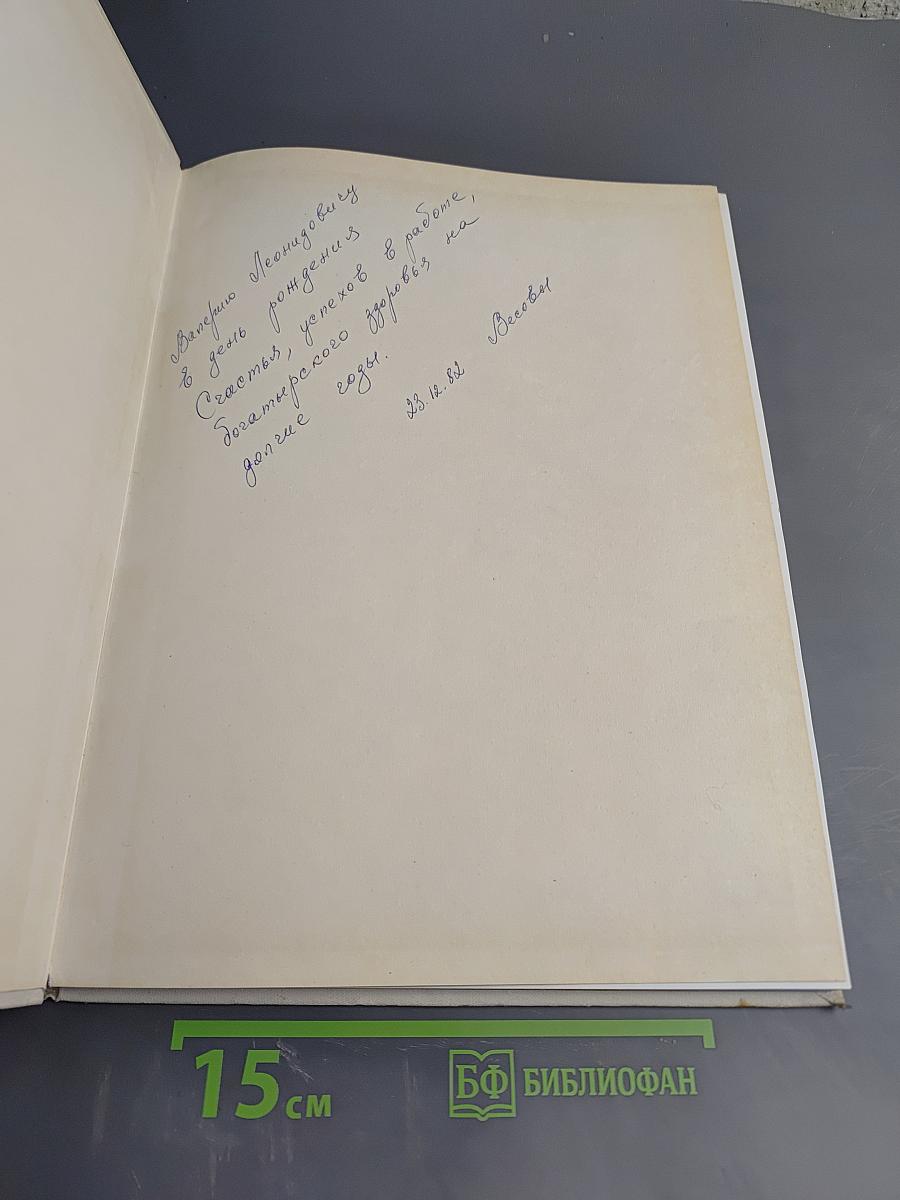 Валерию Леонидовичу
в день рождения
Счастья, успехов в работе,
богатырского здоровья на
долгие годы.
23.12.82 Весовы
15 см
БФ БИБЛИОФАН